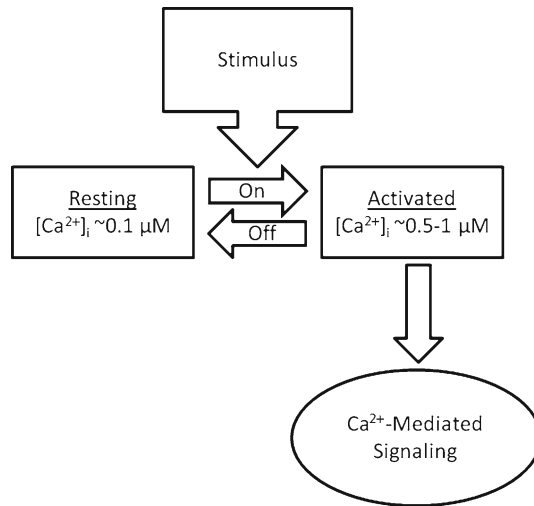 Stimulus
Resting
[Ca²⁺]ᵢ ~0.1 µM
On
Off
Activated
[Ca²⁺]ᵢ ~0.5-1 µM
Ca²⁺-Mediated
Signaling